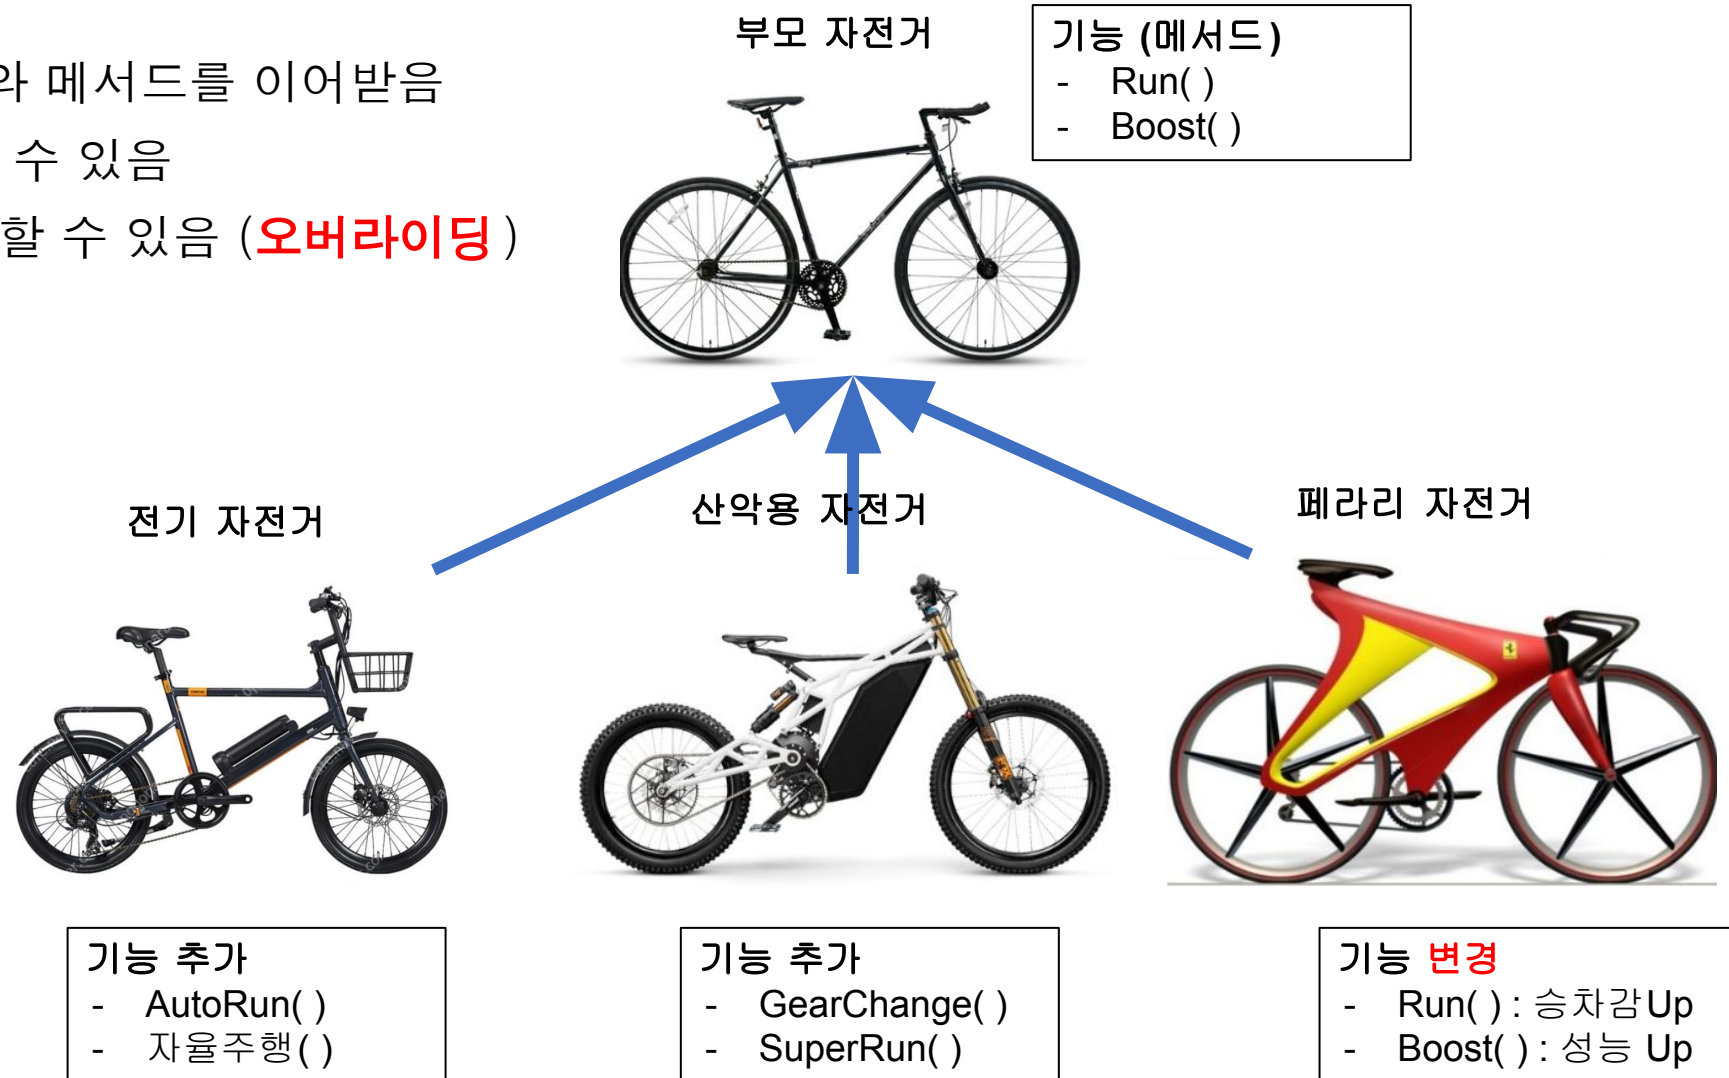 부모 자전거
기능 (메서드)
- Run( )
- Boost( )
와 메서드를 이어받음
수 있음
할 수 있음 (오버라이딩)
전기 자전거
산악용 자전거
페라리 자전거
기능 추가
- AutoRun( )
- 자율주행( )
기능 추가
- GearChange( )
- SuperRun( )
기능 변경
- Run( ) : 승차감Up
- Boost( ) : 성능 Up